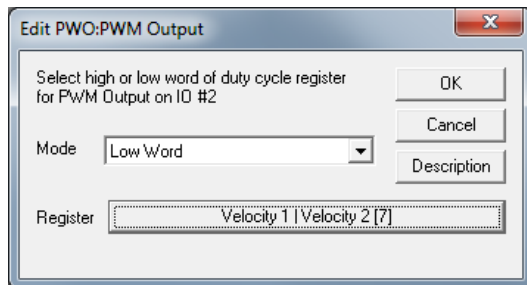 Edit PWO:PWM Output
Select high or low word of duty cycle register
for PWM Output on IO #2
OK
Cancel
Mode
Low Word
Description
Register
Velocity 1 | Velocity 2 [7]